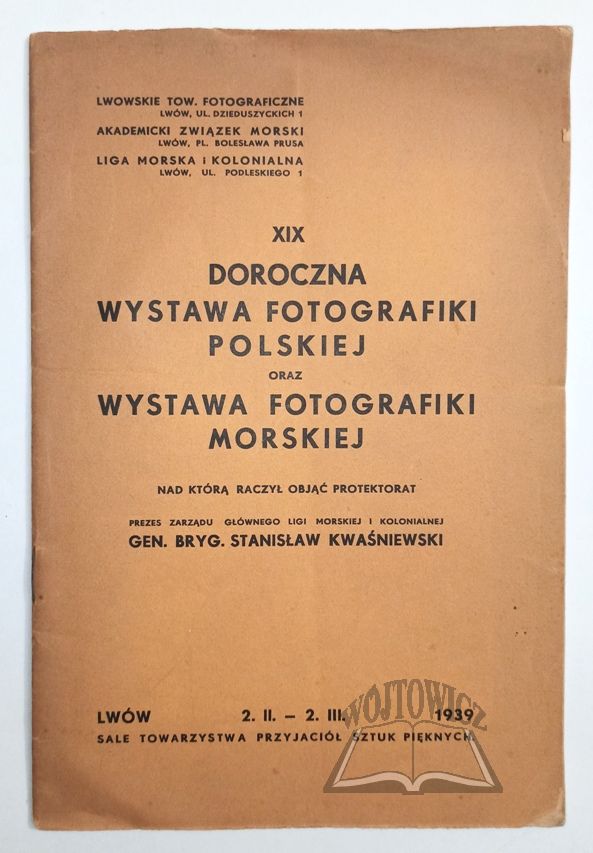 LWOWSKIE TOW. FOTOGRAFICZNE
LWÓW, UL. DZIEDUSZYCKICH 1
AKADEMICKI ZWIĄZEK MORSKI
LWÓW, PL. BOLESŁAWA PRUSA
LIGA MORSKA i KOLONIALNA
LWÓW, UL. PODLESKIEGO 1
XIX
DOROCZNA
WYSTAWA FOTOGRAFIKI
POLSKIEJ
ORAZ
WYSTAWA FOTOGRAFIKI
MORSKIEJ
NAD KTÓRĄ RACZYŁ OBJĄĆ PROTEKTORAT
PREZES ZARZĄDU GŁÓWNEGO LIGI MORSKIEJ I KOLONIALNEJ
GEN. BRYG. STANISŁAW KWAŚNIEWSKI
LWÓW 2. II. – 2. III. 1939
SALE TOWARZYSTWA PRZYJACIÓŁ SZTUK PIĘKNYCH.
WÓJTOWICZ